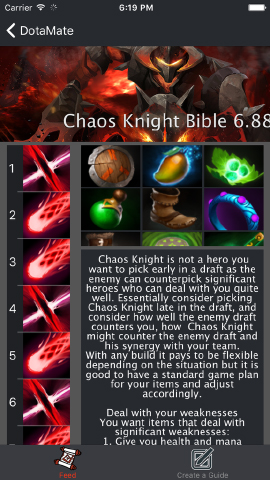 Carrier 6:19 PM
DotaMate
Chaos Knight Bible 6.88
1
2
3
4
5
6
Chaos Knight is not a hero you
want to pick early in a draft as the
enemy can counterpick significant
heroes who can deal with you quite
well. Essentially consider picking
Chaos Knight late in the draft, and
consider how well the enemy draft
counters you, how Chaos Knight
might counter the enemy draft and
his synergy with your team.
With any build it pays to be flexible
depending on the situation but it is
good to have a standard game plan
for your items and adjust
accordingly.
Deal with your weaknesses
You want items that deal with
significant weaknesses:
1. Give you health and mana
Feed
Create a Guide